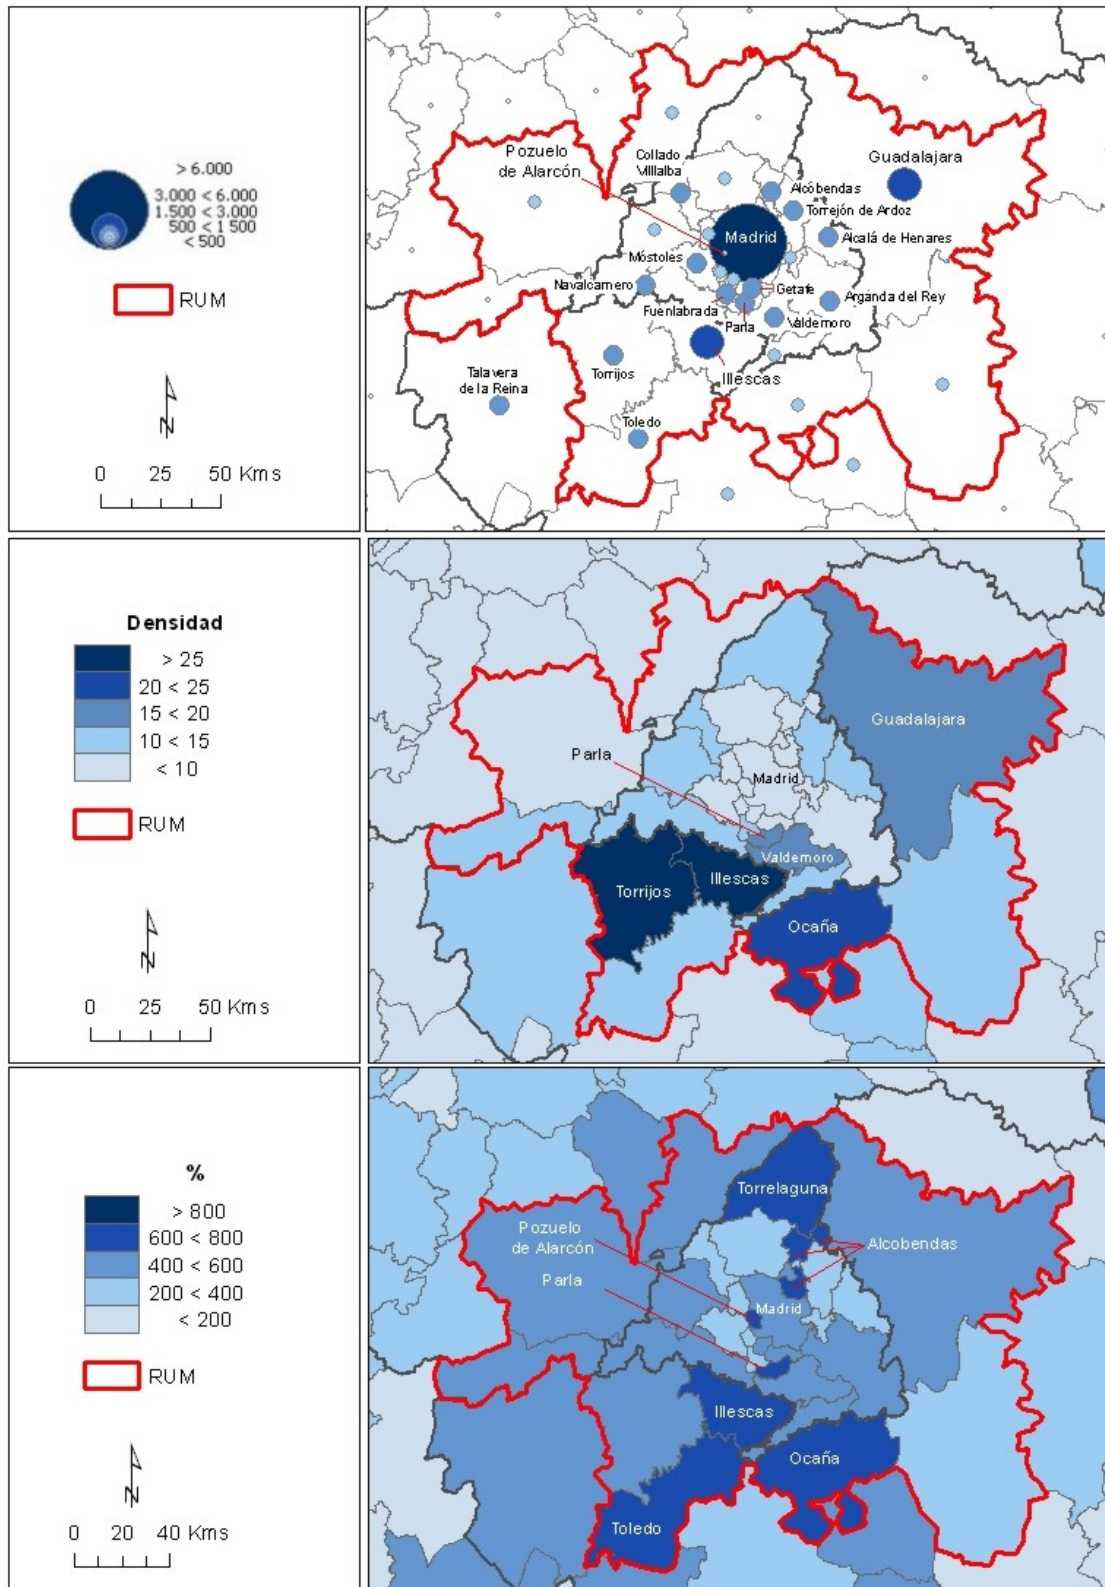 > 6.000
3.000 < 6.000
1.500 < 3.000
500 < 1 500
< 500
RUM
N
0 25 50 Kms
Pozuelo
de Alarcón
Collado
VIllalba
Alcobendas
Guadalajara
Torrejón de Ardoz
Madrid
Alcalá de Henares
Móstoles
Navalcarnero
Getafe
Fuenlabrada
Arganda del Rey
Parla
Valdemoro
Talavera
de la Reina
Torrijos
Illescas
Toledo
Densidad
> 25
20 < 25
15 < 20
10 < 15
< 10
RUM
N
0 25 50 Kms
Guadalajara
Parla
Madrid
Valdemoro
Illescas
Torrijos
Ocaña
%
> 800
600 < 800
400 < 600
200 < 400
< 200
RUM
N
0 20 40 Kms
Torrelaguna
Pozuelo
de Alarcón
Alcobendas
Parla
Madrid
Illescas
Ocaña
Toledo